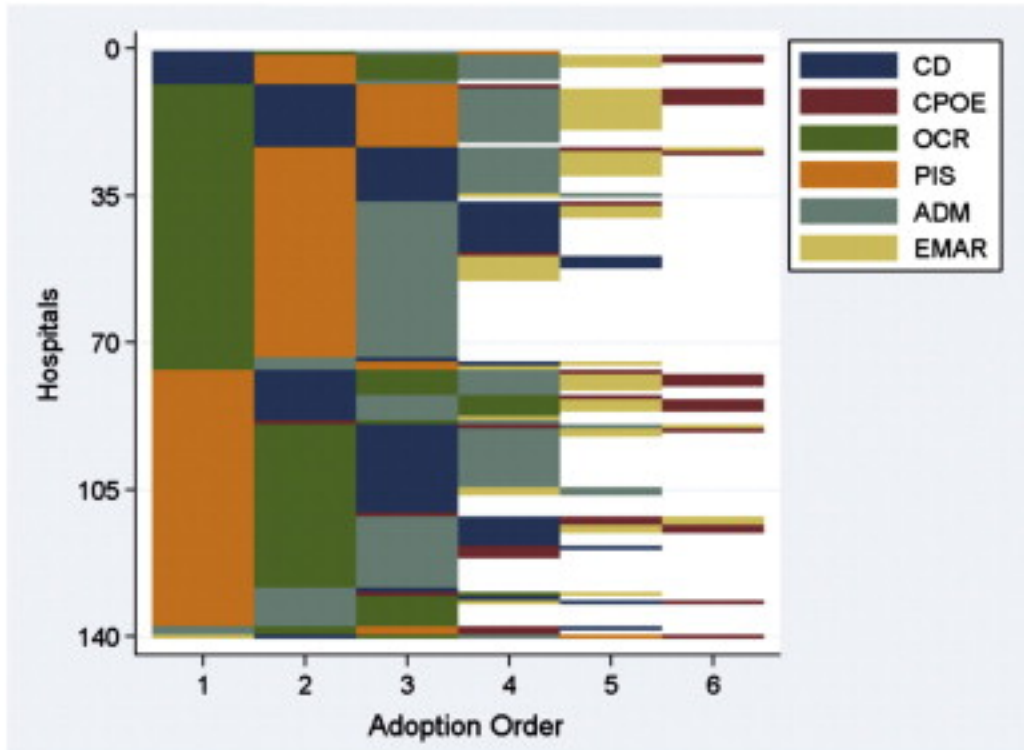 0
35
70
105
140
Hospitals
1 2 3 4 5 6
Adoption Order
CD
CPOE
OCR
PIS
ADM
EMAR